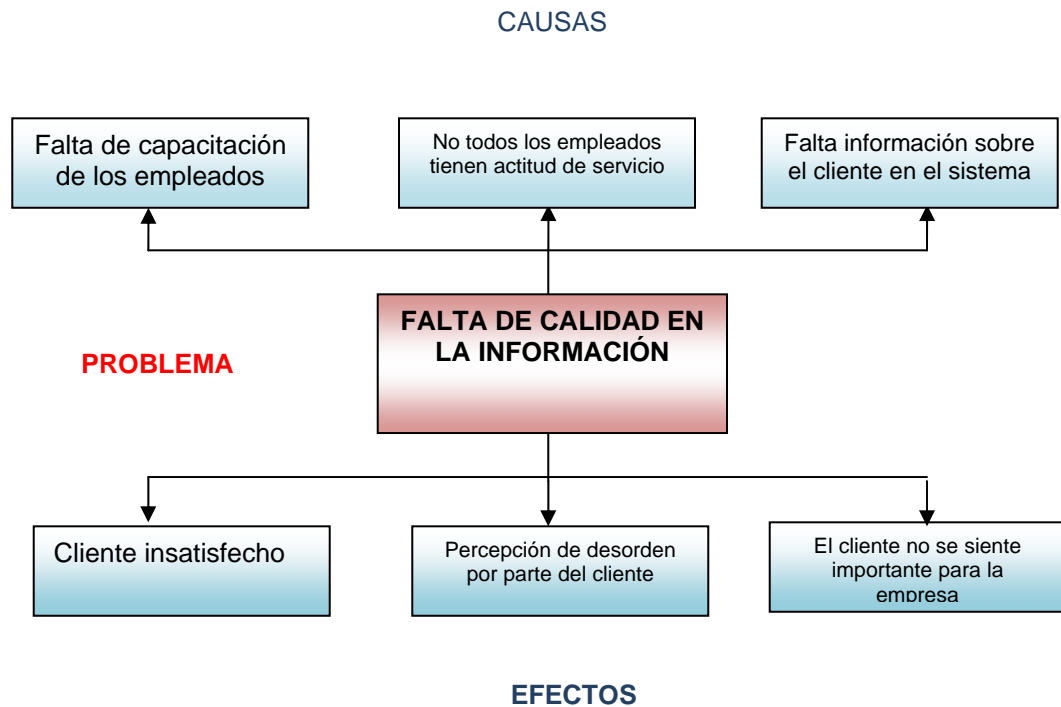 CAUSAS
Falta de capacitación
de los empleados
No todos los empleados
tienen actitud de servicio
Falta información sobre
el cliente en el sistema
FALTA DE CALIDAD EN
LA INFORMACIÓN
PROBLEMA
Cliente insatisfecho
Percepción de desorden
por parte del cliente
El cliente no se siente
importante para la
empresa
EFECTOS